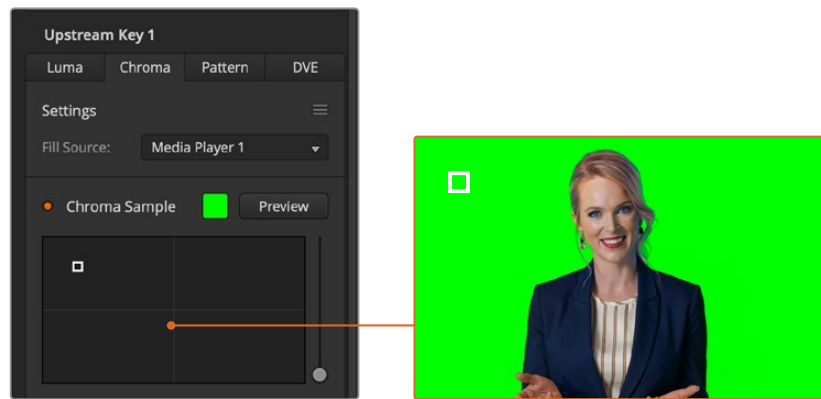 Upstream Key 1
Luma Chroma Pattern DVE
Settings
Fill Source: Media Player 1
Chroma Sample Preview